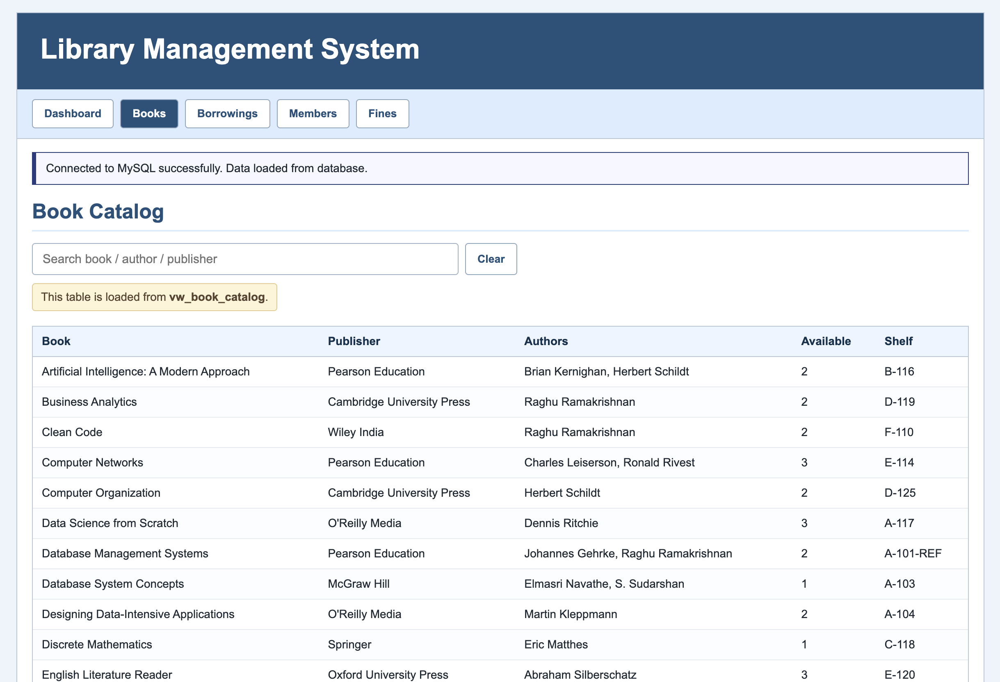 Library Management System
Dashboard Books Borrowings Members Fines
Connected to MySQL successfully. Data loaded from database.
Book Catalog
Search book / author / publisher Clear
This table is loaded from vw_book_catalog.
Book Publisher Authors Available Shelf
Artificial Intelligence: A Modern Approach Pearson Education Brian Kernighan, Herbert Schildt 2 B-116
Business Analytics Cambridge University Press Raghu Ramakrishnan 2 D-119
Clean Code Wiley India Raghu Ramakrishnan 2 F-110
Computer Networks Pearson Education Charles Leiserson, Ronald Rivest 3 E-114
Computer Organization Cambridge University Press Herbert Schildt 2 D-125
Data Science from Scratch O'Reilly Media Dennis Ritchie 3 A-117
Database Management Systems Pearson Education Johannes Gehrke, Raghu Ramakrishnan 2 A-101-REF
Database System Concepts McGraw Hill Elmasri Navathe, S. Sudarshan 1 A-103
Designing Data-Intensive Applications O'Reilly Media Martin Kleppmann 2 A-104
Discrete Mathematics Springer Eric Matthes 1 C-118
English Literature Reader Oxford University Press Abraham Silberschatz 3 E-120